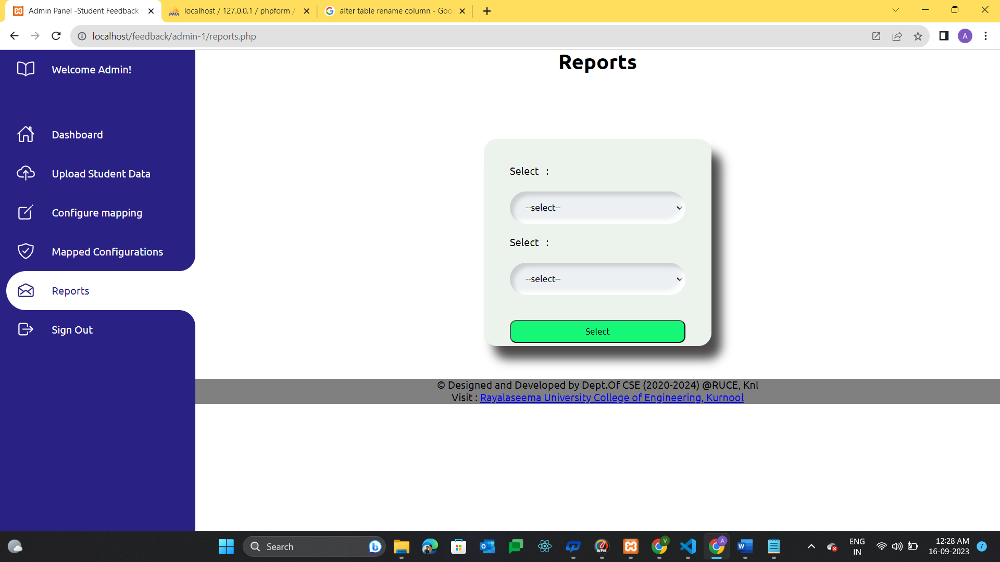 Admin Panel -Student Feedback
localhost / 127.0.0.1 / phpform /
alter table rename column - Goo
localhost/feedback/admin-1/reports.php
A
Welcome Admin!
Reports
Dashboard
Upload Student Data
Configure mapping
Mapped Configurations
Reports
Sign Out
Select :
--select--
Select :
--select--
Select
© Designed and Developed by Dept.Of CSE (2020-2024) @RUCE, Knl
Visit : Rayalaseema University College of Engineering, Kurnool
Search
ENG
IN
12:28 AM
16-09-2023
7